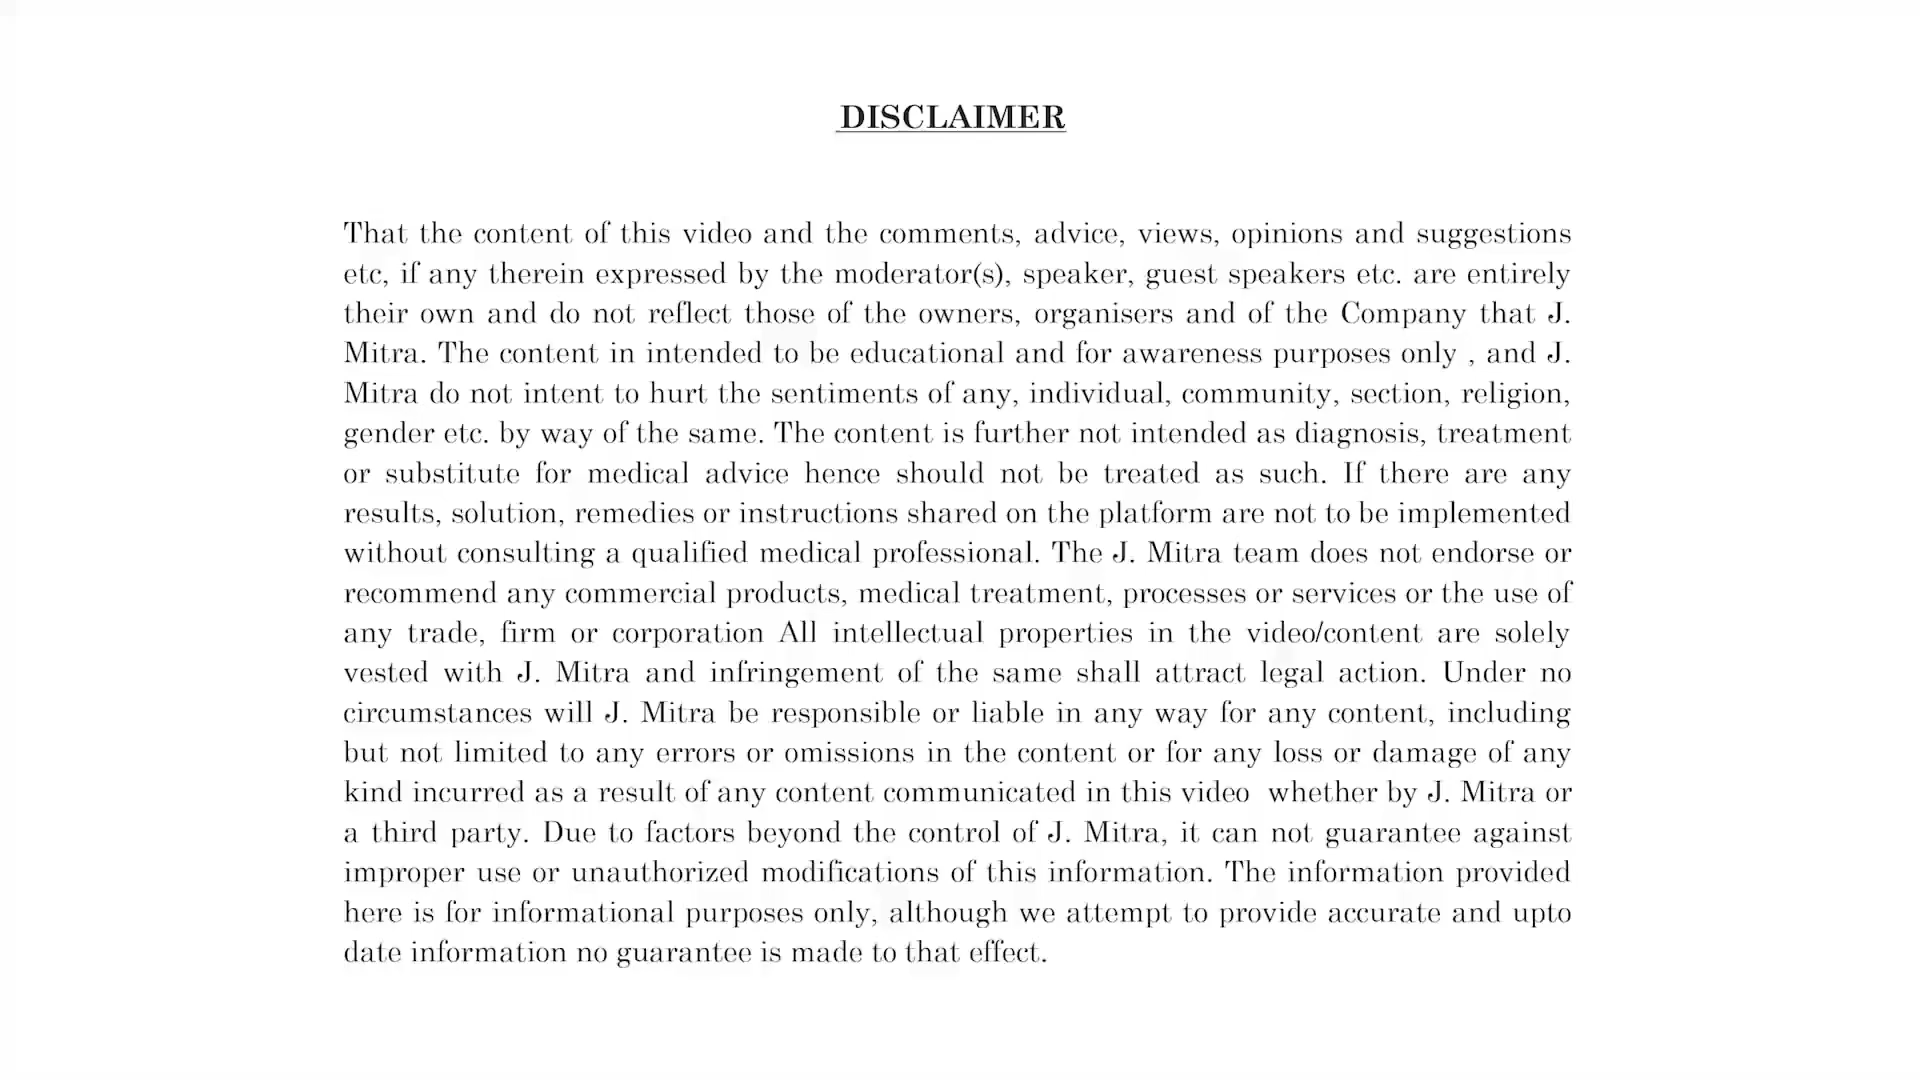 DISCLAIMER
That the content of this video and the comments, advice, views, opinions and suggestions
etc, if any therein expressed by the moderator(s), speaker, guest speakers etc. are entirely
their own and do not reflect those of the owners, organisers and of the Company that J.
Mitra. The content in intended to be educational and for awareness purposes only , and J.
Mitra do not intent to hurt the sentiments of any, individual, community, section, religion,
gender etc. by way of the same. The content is further not intended as diagnosis, treatment
or substitute for medical advice hence should not be treated as such. If there are any
results, solution, remedies or instructions shared on the platform are not to be implemented
without consulting a qualified medical professional. The J. Mitra team does not endorse or
recommend any commercial products, medical treatment, processes or services or the use of
any trade, firm or corporation All intellectual properties in the video/content are solely
vested with J. Mitra and infringement of the same shall attract legal action. Under no
circumstances will J. Mitra be responsible or liable in any way for any content, including
but not limited to any errors or omissions in the content or for any loss or damage of any
kind incurred as a result of any content communicated in this video  whether by J. Mitra or
a third party. Due to factors beyond the control of J. Mitra, it can not guarantee against
improper use or unauthorized modifications of this information. The information provided
here is for informational purposes only, although we attempt to provide accurate and upto
date information no guarantee is made to that effect.